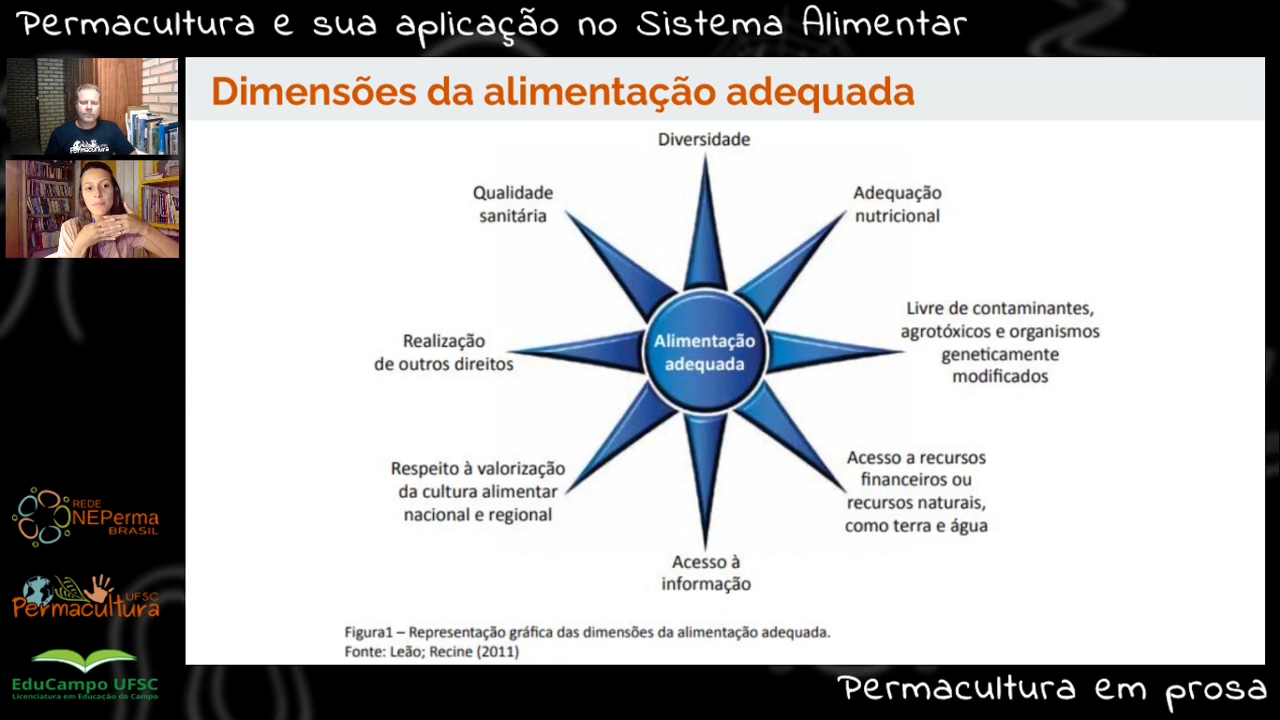 Permacultura e sua aplicação no Sistema Alimentar
Dimensões da alimentação adequada
Diversidade
Qualidade
sanitária
Adequação
nutricional
Livre de contaminantes,
agrotóxicos e organismos
geneticamente
modificados
Realização
de outros direitos
Alimentação
adequada
Respeito à valorização
da cultura alimentar
nacional e regional
Acesso a recursos
financeiros ou
recursos naturais,
como terra e água
Acesso à
informação
Figura1 – Representação gráfica das dimensões da alimentação adequada.
Fonte: Leão; Recine (2011)
Permacultura
REDE
NEPerma
BRASIL
UFSC
Permacultura
EduCampo UFSC
Licenciatura em Educação do Campo
Permacultura em prosa